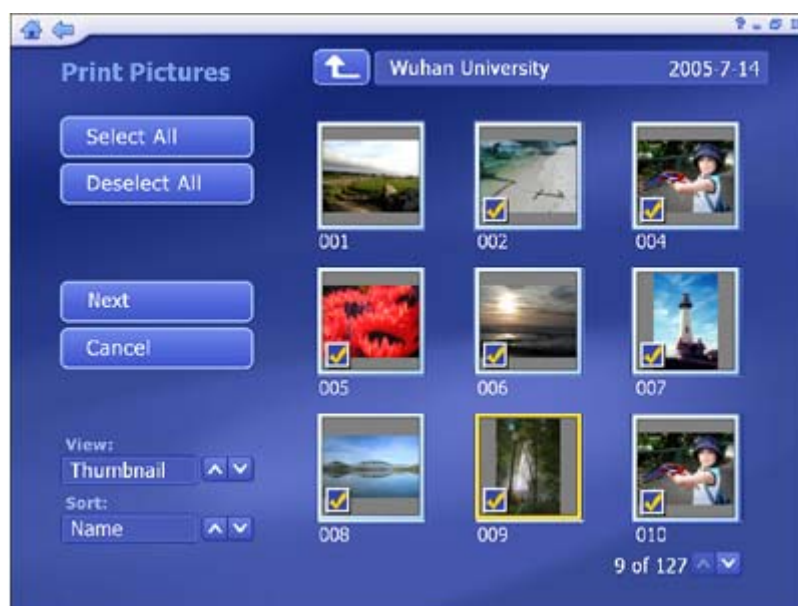 Print Pictures
Wuhan University 2005-7-14
Select All
Deselect All
001 002 004
Next
Cancel
005 006 007
View:
Thumbnail
Sort:
Name
008 009 010
9 of 127